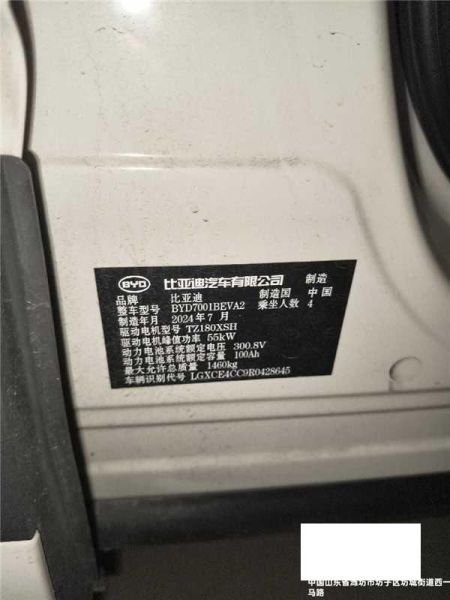 BYD 比亚迪汽车有限公司 制造
品牌 比亚迪 制造国 中国
整车型号 BYD7001BEVA2 乘坐人数 4
制造年月 2024年7月
驱动电机型号 TZ180XSH
驱动电机峰值功率 55kW
动力电池系统额定电压 300.8V
动力电池系统额定容量 100Ah
最大允许总质量 1460kg
车辆识别代号 LGXCE4CC9R0428645
中国山东省潍坊市坊子区坊城街道西一
马路